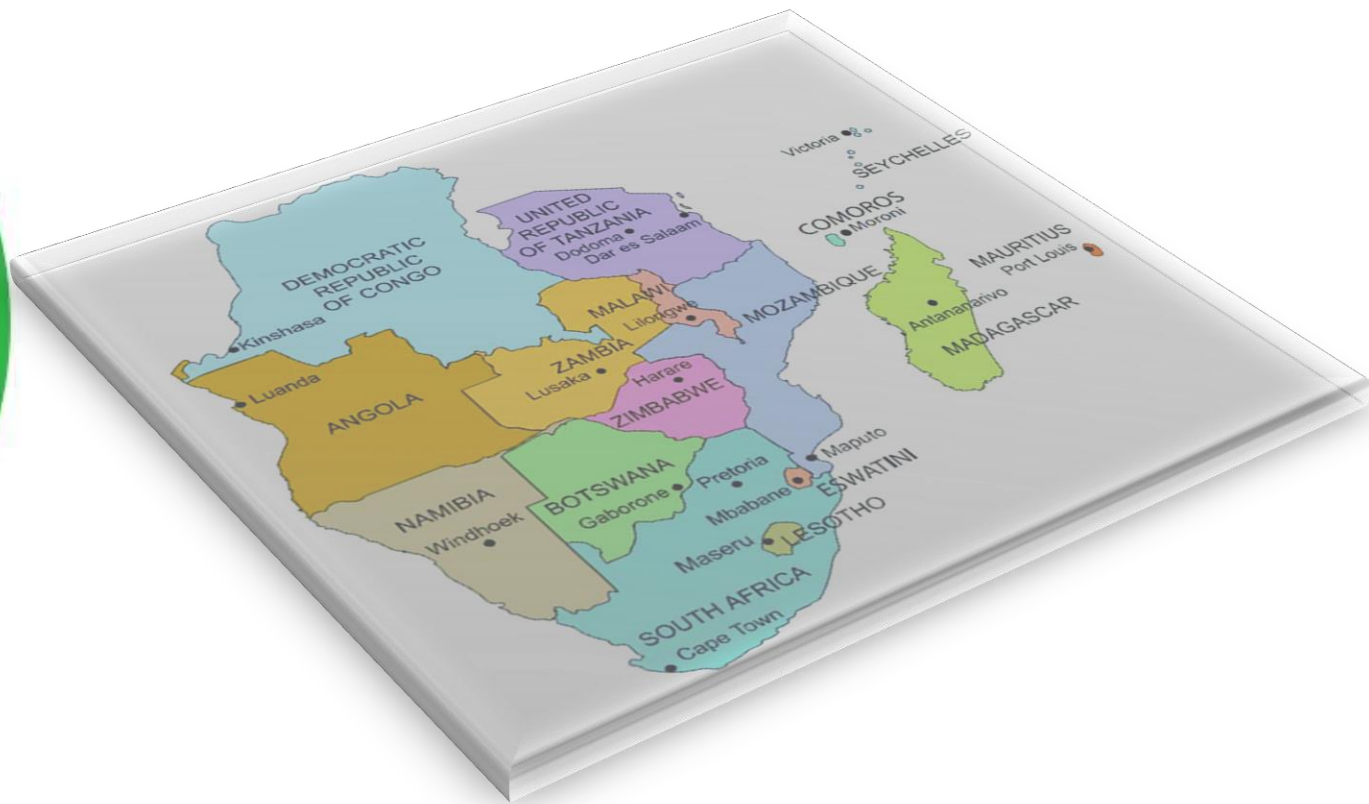 Victoria
SEYCHELLES
COMOROS
Moroni
MAURITIUS
Port Louis
UNITED
REPUBLIC
OF TANZANIA
Dodoma
Dar es Salaam
DEMOCRATIC
REPUBLIC
OF CONGO
Kinshasa
MALAWI
Lilongwe
MOZAMBIQUE
Antananarivo
MADAGASCAR
Luanda
ANGOLA
ZAMBIA
Lusaka
Harare
ZIMBABWE
NAMIBIA
Windhoek
BOTSWANA
Gaborone
Pretoria
Maputo
Mbabane
ESWATINI
Maseru
LESOTHO
SOUTH AFRICA
Cape Town